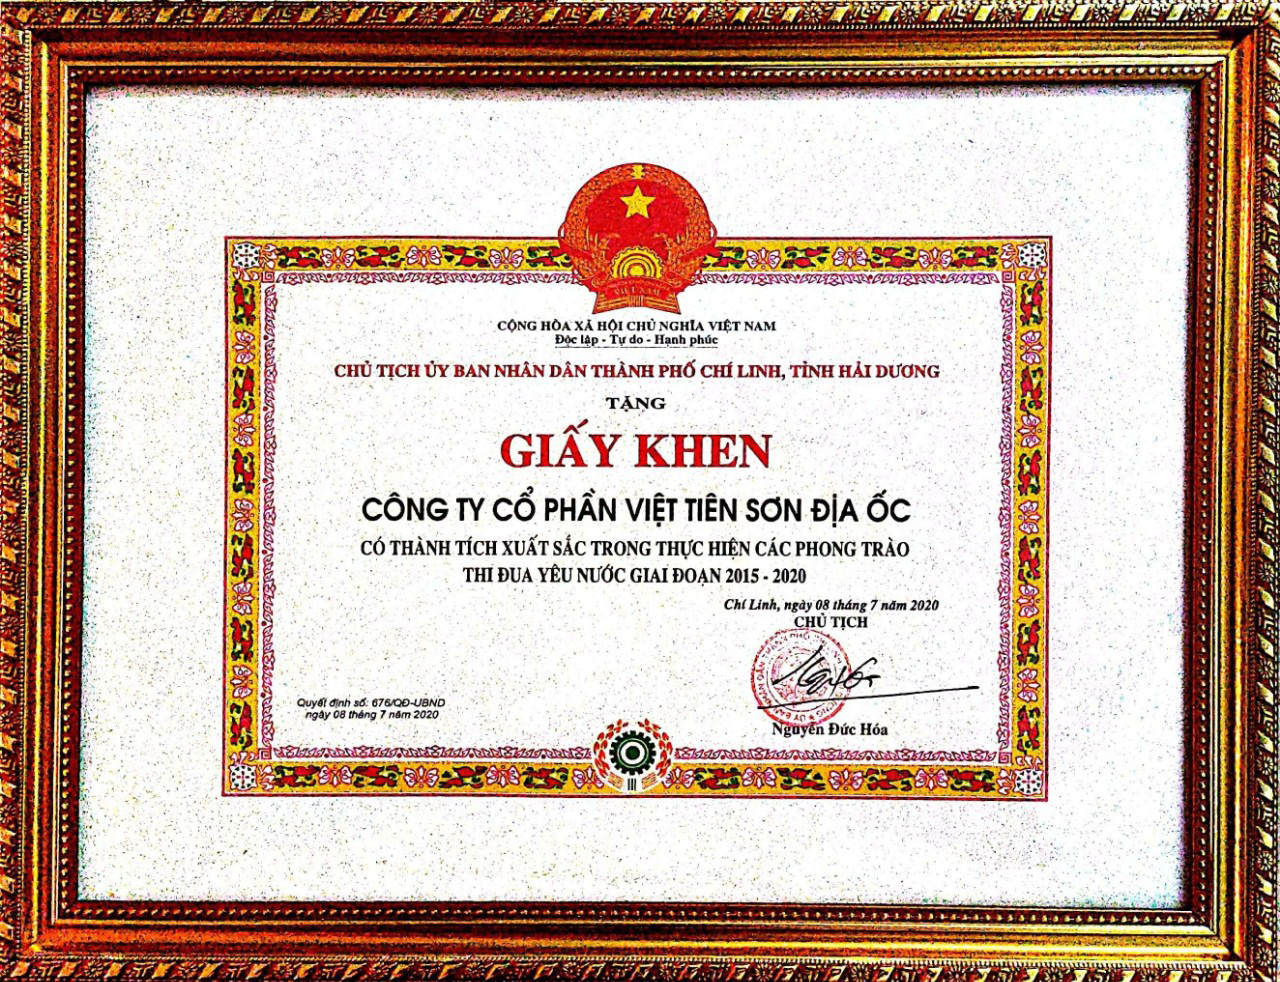 VIỆT NAM
CỘNG HÒA XÃ HỘI CHỦ NGHĨA VIỆT NAM
Độc lập - Tự do - Hạnh phúc
CHỦ TỊCH ỦY BAN NHÂN DÂN THÀNH PHỐ CHÍ LINH, TỈNH HẢI DƯƠNG
TẶNG
GIẤY KHEN
CÔNG TY CỔ PHẦN VIỆT TIÊN SƠN ĐỊA ỐC
CÓ THÀNH TÍCH XUẤT SẮC TRONG THỰC HIỆN CÁC PHONG TRÀO
THI ĐUA YÊU NƯỚC GIAI ĐOẠN 2015 - 2020
Chí Linh, ngày 08 tháng 7 năm 2020
CHỦ TỊCH
Quyết định số: 676/QĐ-UBND
ngày 08 tháng 7 năm 2020
Nguyễn Đức Hóa